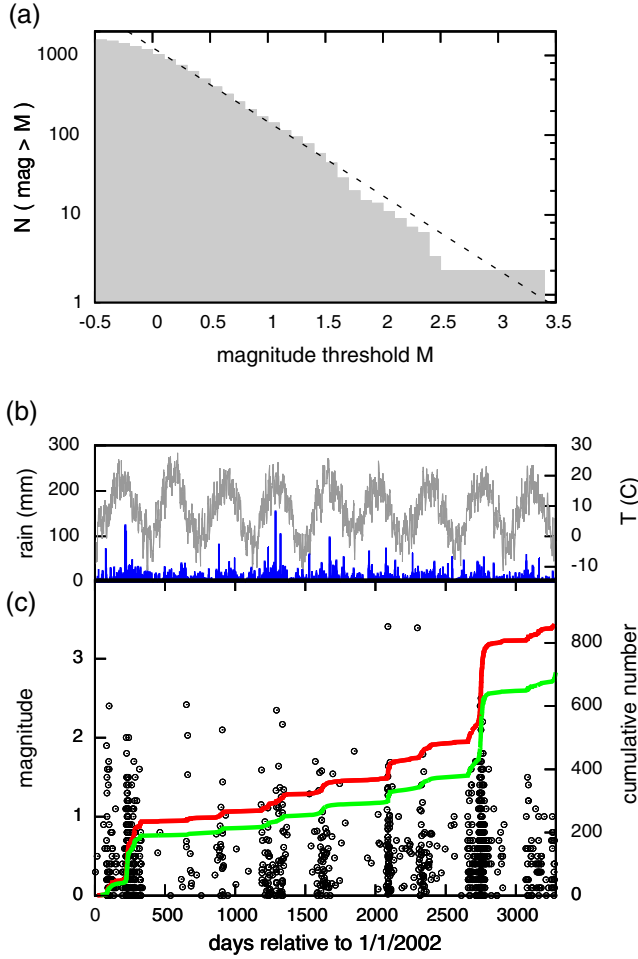 (a)
N ( mag > M )
1000
100
10
1
-0.5 0 0.5 1 1.5 2 2.5 3 3.5
magnitude threshold M
(b)
rain (mm)
300
200
100
0
30
20
10
0
-10
T (C)
(c)
magnitude
3
2
1
0
800
600
400
200
0
cumulative number
0 500 1000 1500 2000 2500 3000
days relative to 1/1/2002